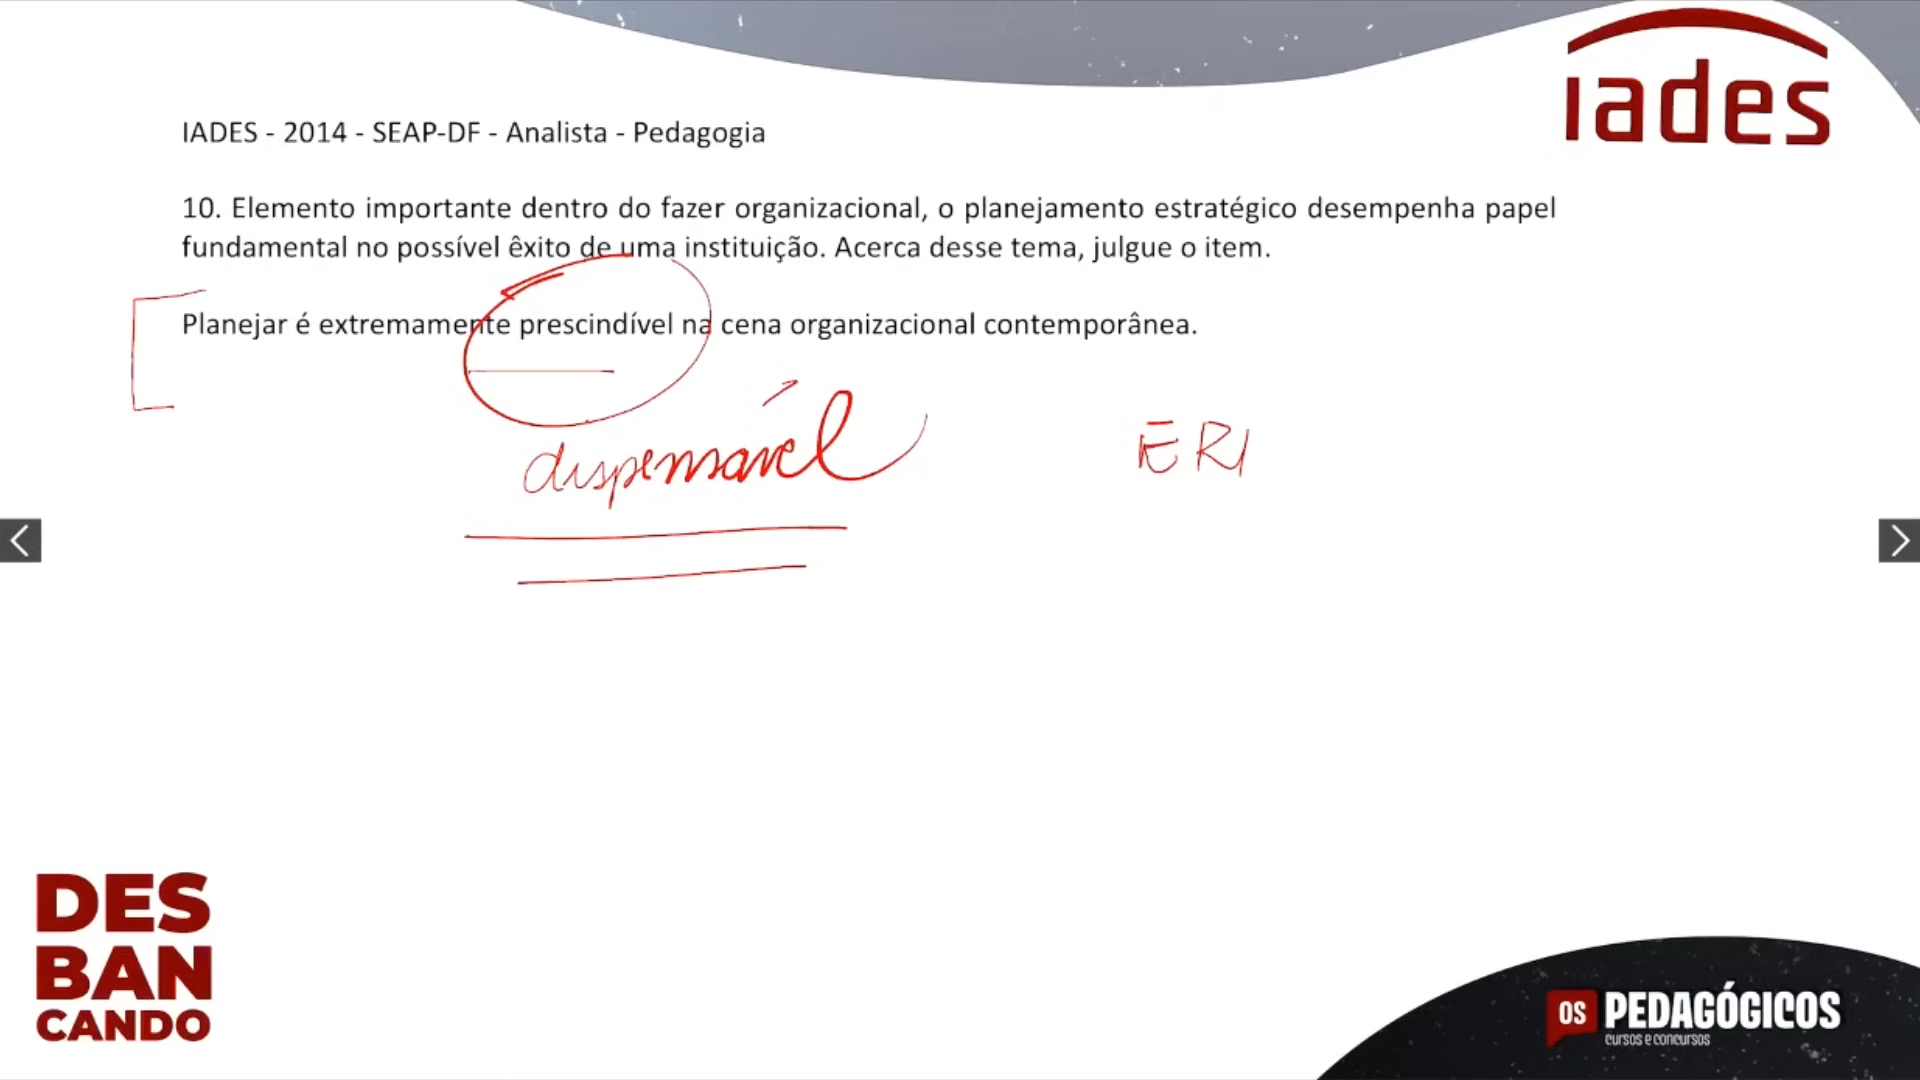 iades
IADES - 2014 - SEAP-DF - Analista - Pedagogia
10. Elemento importante dentro do fazer organizacional, o planejamento estratégico desempenha papel
fundamental no possível êxito de uma instituição. Acerca desse tema, julgue o item.
Planejar é extremamente prescindível na cena organizacional contemporânea.
dispensável
ERI
DES
BAN
CANDO
OS PEDAGÓGICOS
cursos e concursos